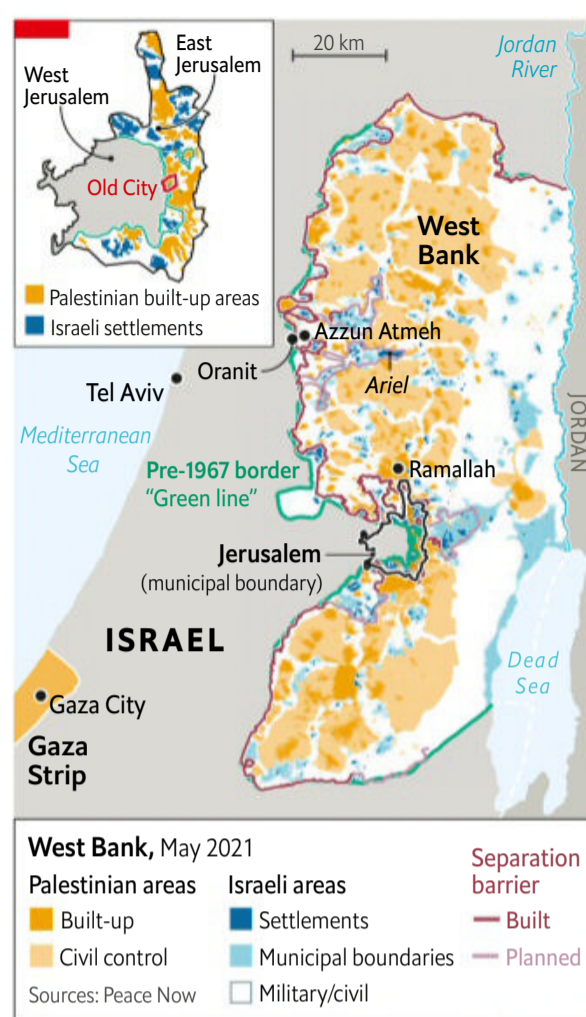 West
Jerusalem
East
Jerusalem
Old City
Palestinian built-up areas
Israeli settlements
20 km
Jordan
River
West
Bank
Azzun Atmeh
Oranit
Ariel
Tel Aviv
Mediterranean
Sea
JORDAN
Pre-1967 border
“Green line”
Ramallah
Jerusalem
(municipal boundary)
ISRAEL
Dead
Sea
Gaza City
Gaza
Strip
West Bank, May 2021
Palestinian areas
Built-up
Civil control
Sources: Peace Now
Israeli areas
Settlements
Municipal boundaries
Military/civil
Separation
barrier
Built
Planned